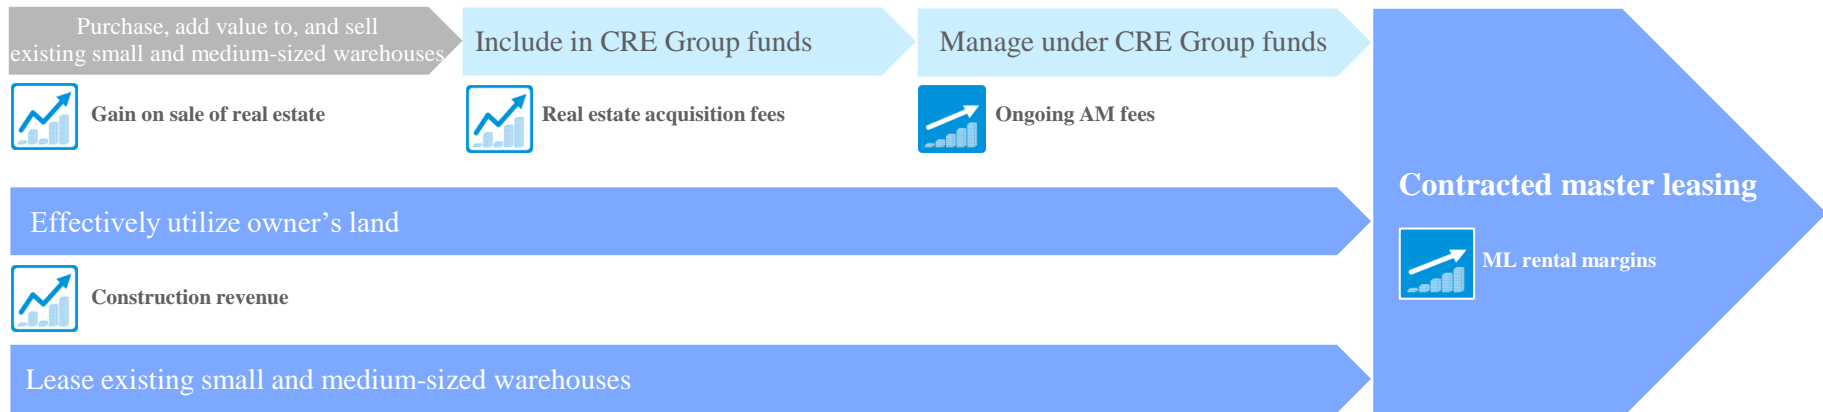 Purchase, add value to, and sell
existing small and medium-sized warehouses
Include in CRE Group funds
Manage under CRE Group funds
Gain on sale of real estate
Real estate acquisition fees
Ongoing AM fees
Contracted master leasing
Effectively utilize owner’s land
ML rental margins
Construction revenue
Lease existing small and medium-sized warehouses